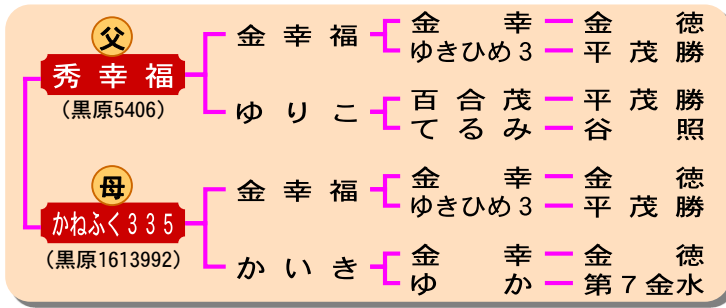 父
秀幸福
(黒原5406)
金幸福
金幸 金徳
ゆきひめ3 平茂勝
ゆりこ
百合茂 平茂勝
てるみ 谷照
母
かねふく335
(黒原1613992)
金幸福
金幸 金徳
ゆきひめ3 平茂勝
かいき
金幸 金徳
ゆか 第7金水